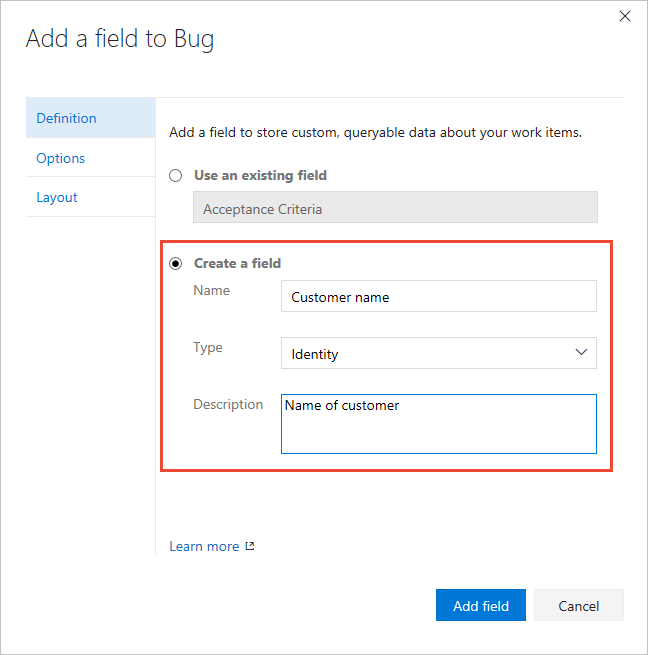 Add a field to Bug
Definition
Options
Layout
Add a field to store custom, queryable data about your work items.
Use an existing field
Acceptance Criteria
Create a field
Name
Customer name
Type
Identity
Description
Name of customer
Learn more
Add field
Cancel